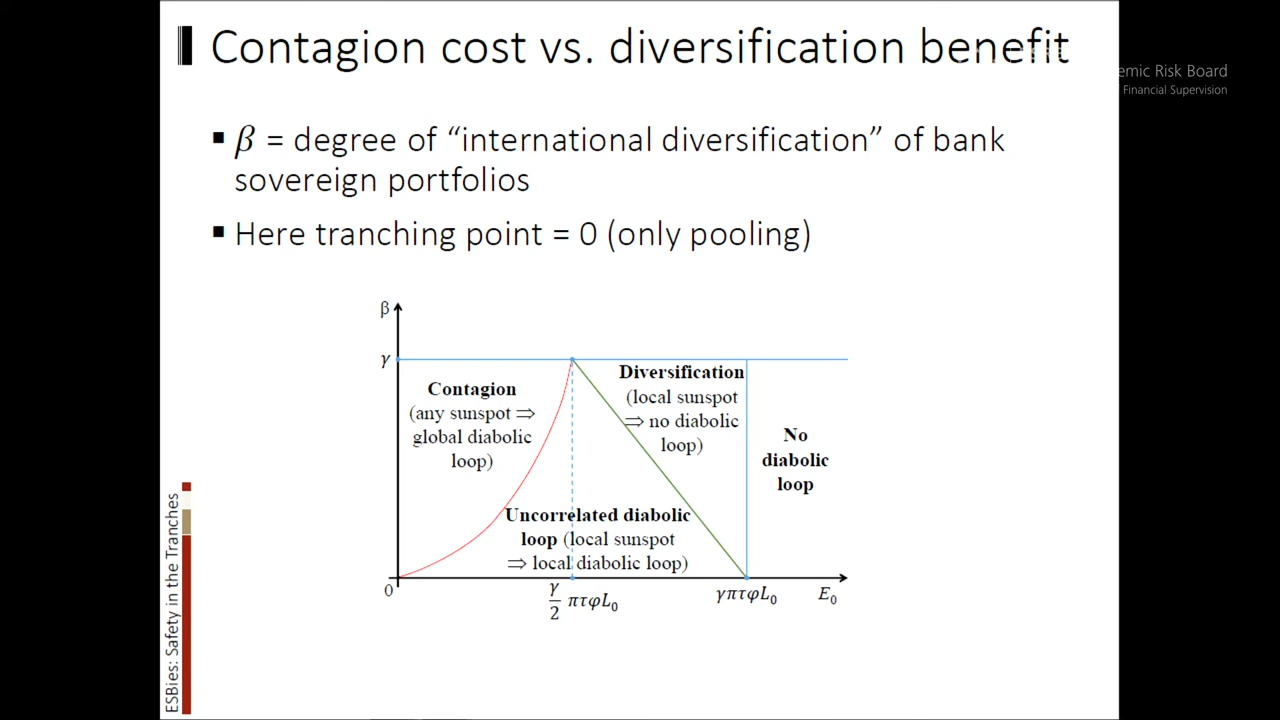 Contagion cost vs. diversification benefit
emic Risk Board
Financial Supervision
▪ β = degree of “international diversification” of bank
sovereign portfolios
▪ Here tranching point = 0 (only pooling)
β
γ
Contagion
(any sunspot ⇒
global diabolic
loop)
Diversification
(local sunspot
⇒ no diabolic
loop)
No
diabolic
loop
Uncorrelated diabolic
loop (local sunspot
⇒ local diabolic loop)
0
γ/2 πτφL₀
γπτφL₀
E₀
ESBies: Safety in the Tranches